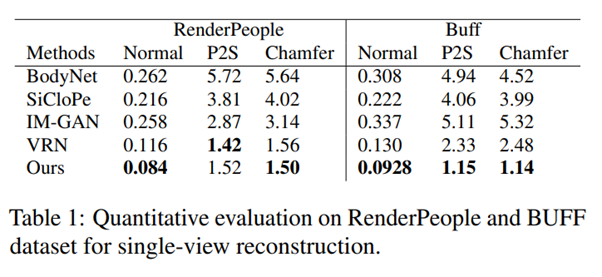 RenderPeople Buff
Methods Normal P2S Chamfer Normal P2S Chamfer
BodyNet 0.262 5.72 5.64 0.308 4.94 4.52
SiCloPe 0.216 3.81 4.02 0.222 4.06 3.99
IM-GAN 0.258 2.87 3.14 0.337 5.11 5.32
VRN 0.116 1.42 1.56 0.130 2.33 2.48
Ours 0.084 1.52 1.50 0.0928 1.15 1.14
Table 1: Quantitative evaluation on RenderPeople and BUFF
dataset for single-view reconstruction.